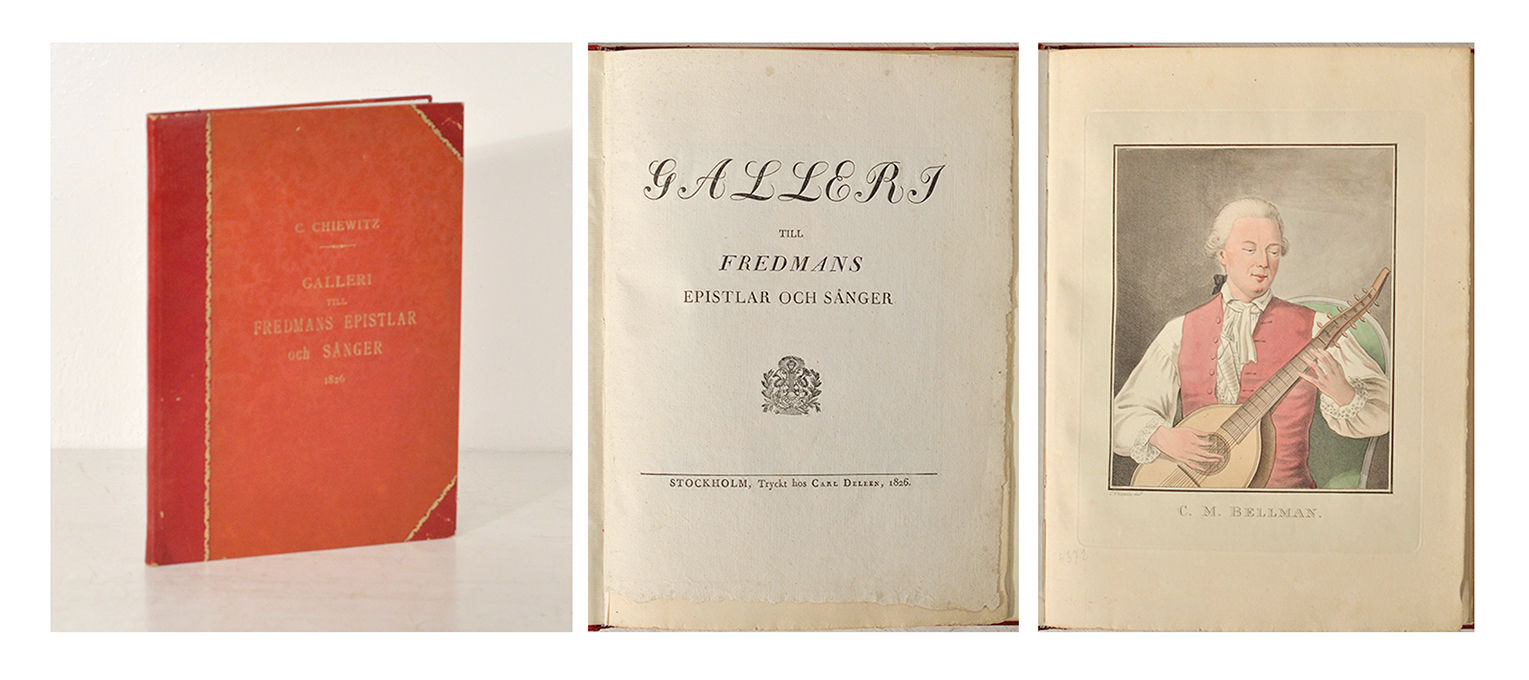 C. CHIEWITZ
GALLERI
TILL
FREDMANS EPISTLAR
och SÅNGER
1826
GALLERI
TILL
FREDMANS
EPISTLAR OCH SÅNGER
STOCKHOLM, Tryckt hos CARL DELEEN, 1826.
C. M. BELLMAN.